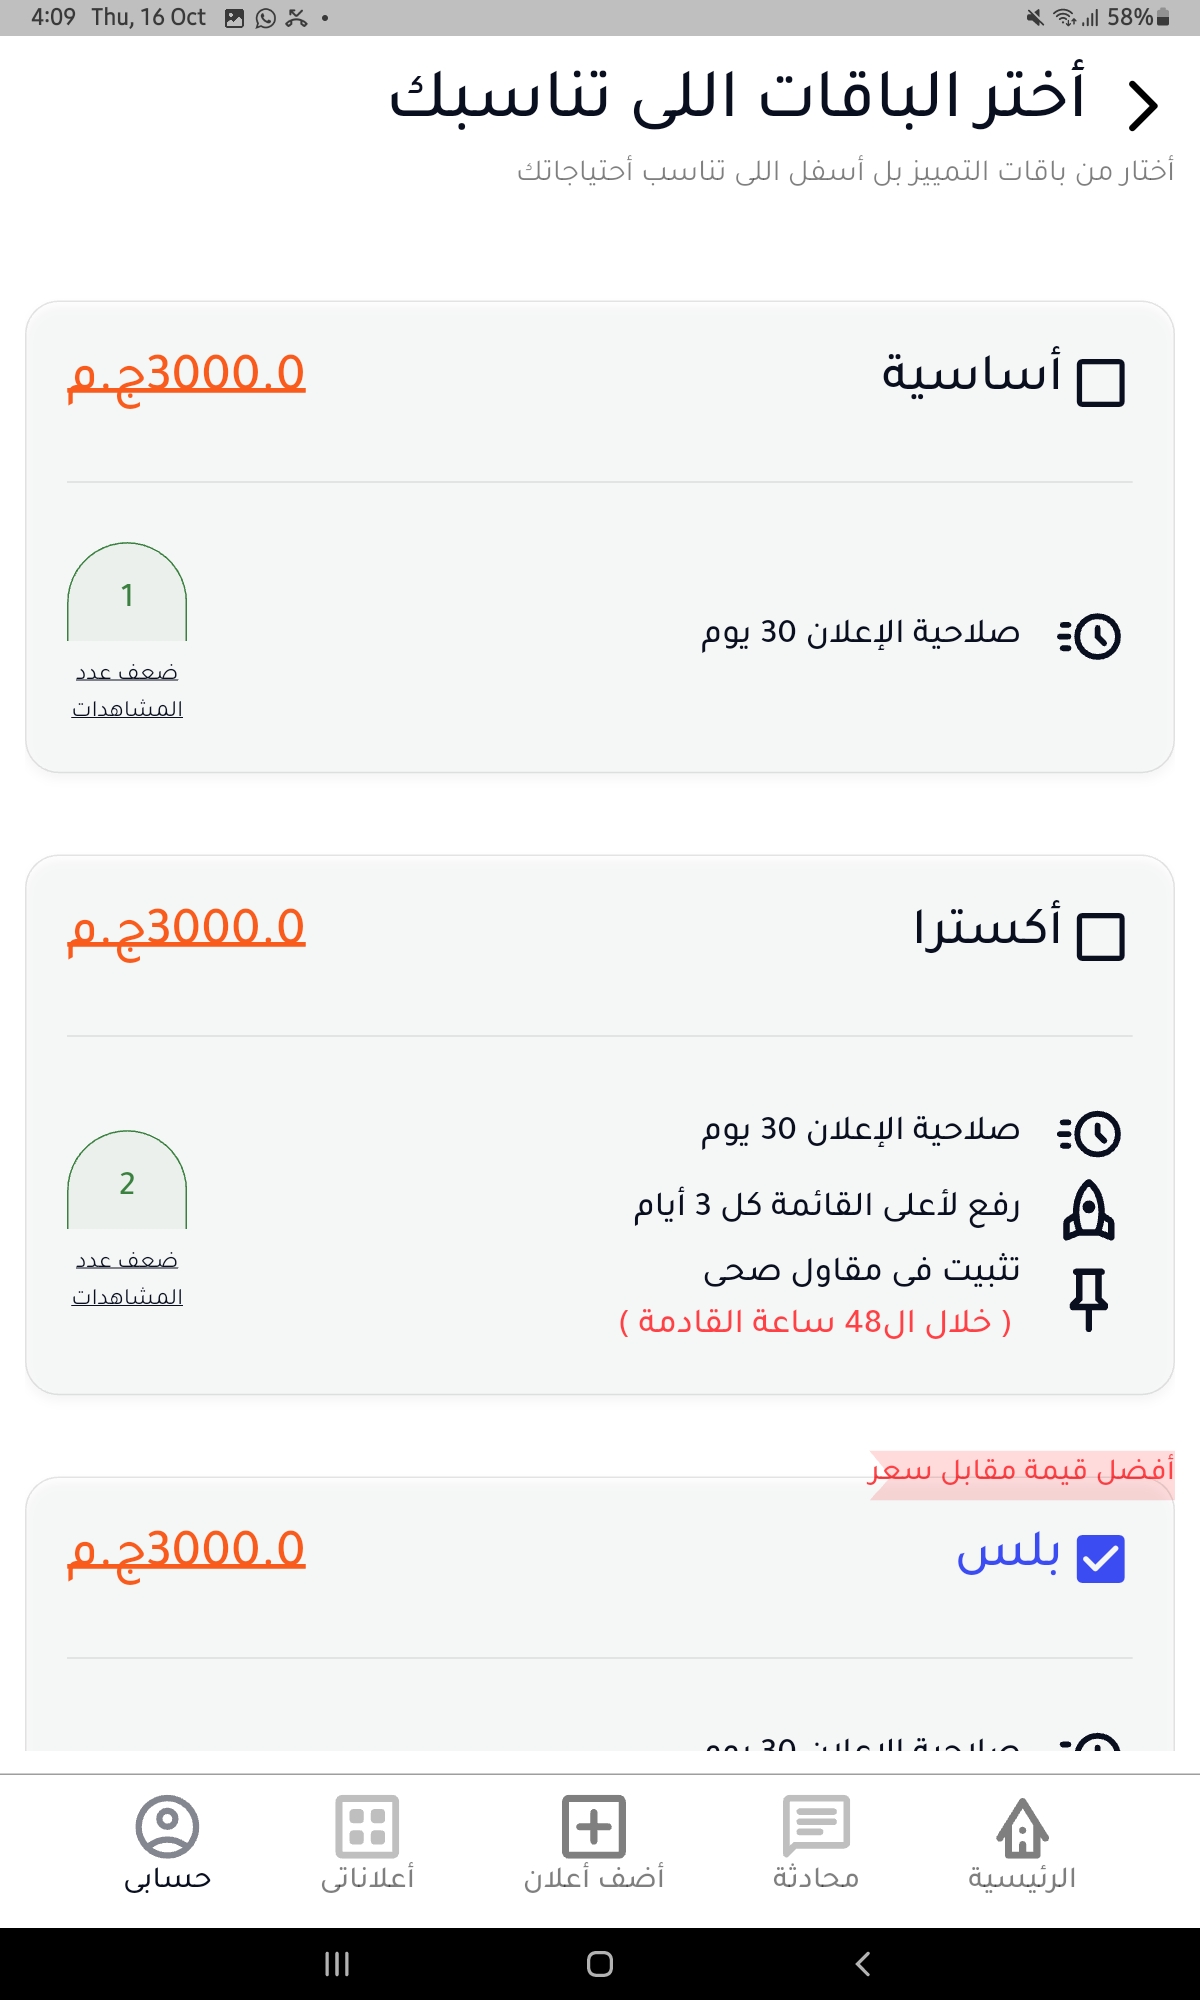 4:09 Thu, 16 Oct
58%
أختر الباقات اللى تناسبك
أختار من باقات التمييز بل أسفل اللى تناسب أحتياجاتك
أساسية
3000.0ج.م
صلاحية الإعلان 30 يوم
1
ضعف عدد
المشاهدات
أكسترا
3000.0ج.م
صلاحية الإعلان 30 يوم
رفع لأعلى القائمة كل 3 أيام
تثبيت فى مقاول صحى
( خلال ال48 ساعة القادمة )
2
ضعف عدد
المشاهدات
أفضل قيمة مقابل سعر
بلس
3000.0ج.م
صلاحية الإعلان 30 يوم
الرئيسية
محادثة
أضف أعلان
أعلاناتى
حسابى